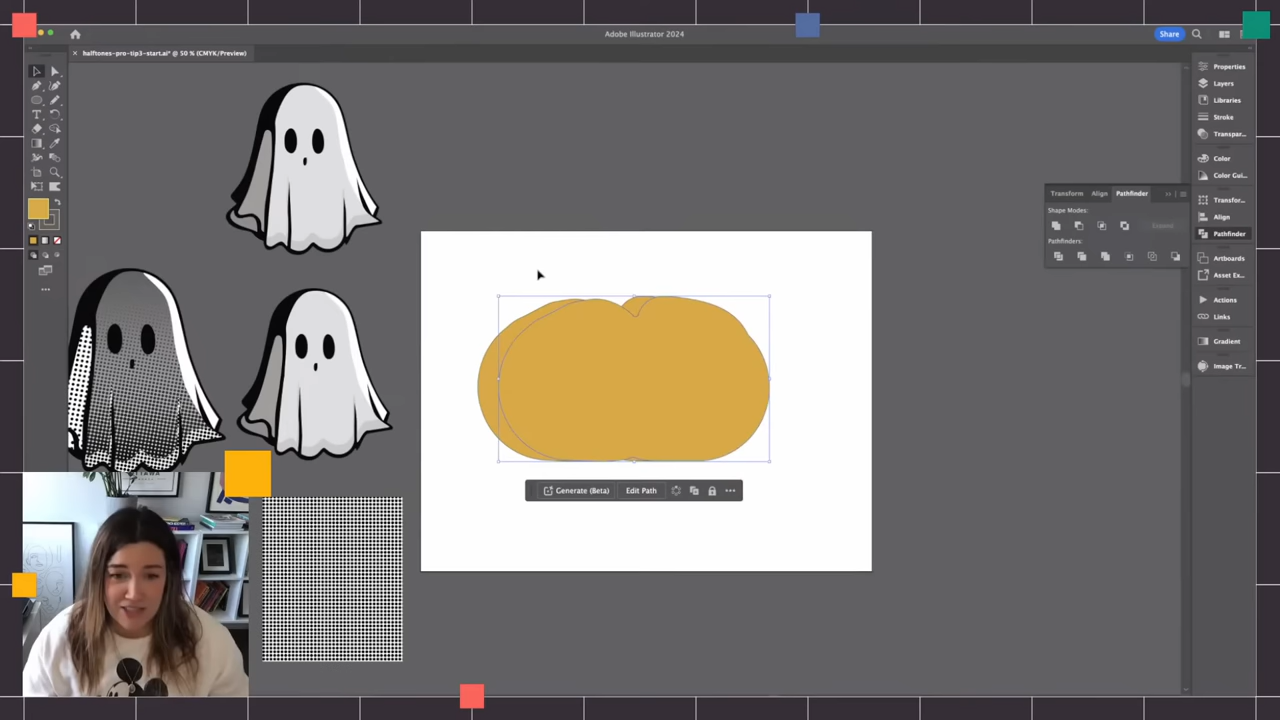 Adobe Illustrator 2024
Share
halftones-pro-tip3-start.ai* @ 50 % (CMYK/Preview)
Properties
Layers
Libraries
Stroke
Transpar...
Color
Color Gui...
Transfor...
Align
Pathfinder
Artboards
Asset Ex...
Actions
Links
Gradient
Image Tr...
Transform
Align
Pathfinder
Shape Modes:
Expand
Pathfinders:
Generate (Beta)
Edit Path